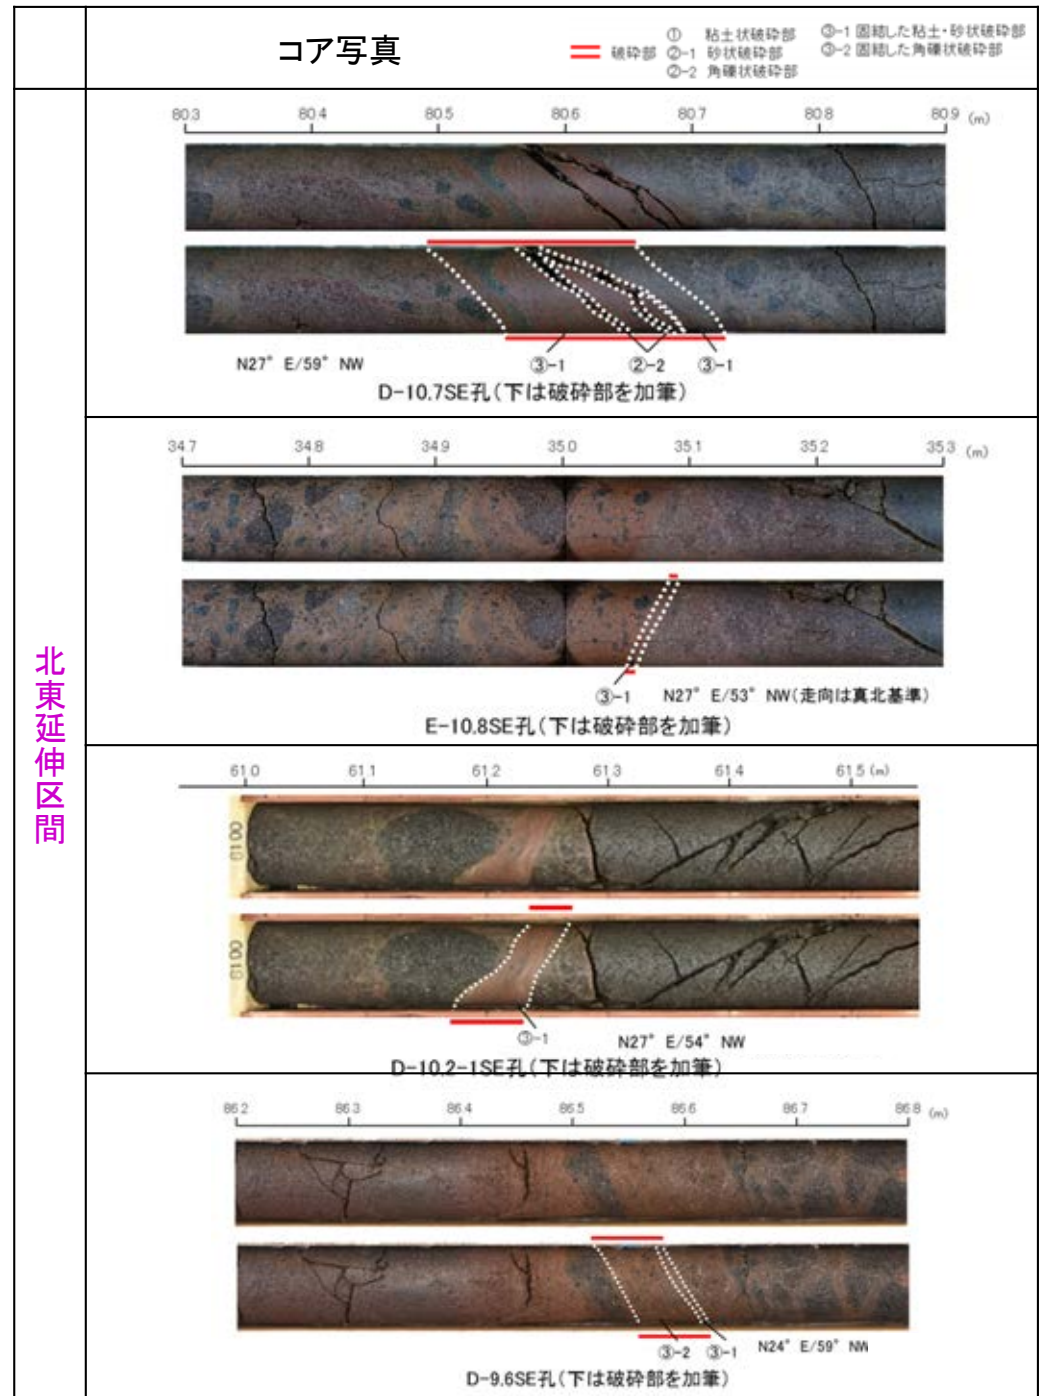 コア写真
破砕部
① 粘土状破砕部
②-1 砂状破砕部
②-2 角礫状破砕部
③-1 固結した粘土・砂状破砕部
③-2 固結した角礫状破砕部
北東延伸区間
80.3 80.4 80.5 80.6 80.7 80.8 80.9 (m)
N27° E/59° NW ③-1 ②-2 ③-1
D-10.7SE孔(下は破砕部を加筆)
34.7 34.8 34.9 35.0 35.1 35.2 35.3 (m)
③-1 N27° E/53° NW(走向は真北基準)
E-10.8SE孔(下は破砕部を加筆)
61.0 61.1 61.2 61.3 61.4 61.5 (m)
③-1 N27° E/54° NW
D-10.2-1SE孔(下は破砕部を加筆)
86.2 86.3 86.4 86.5 86.6 86.7 86.8 (m)
③-2 ③-1 N24° E/59° NW
D-9.6SE孔(下は破砕部を加筆)